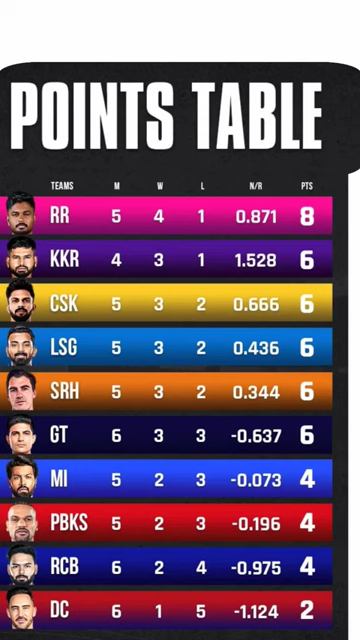 POINTS TABLE
TEAMS M W L N/R PTS
RR 5 4 1 0.871 8
KKR 4 3 1 1.528 6
CSK 5 3 2 0.666 6
LSG 5 3 2 0.436 6
SRH 5 3 2 0.344 6
GT 6 3 3 -0.637 6
MI 5 2 3 -0.073 4
PBKS 5 2 3 -0.196 4
RCB 6 2 4 -0.975 4
DC 6 1 5 -1.124 2